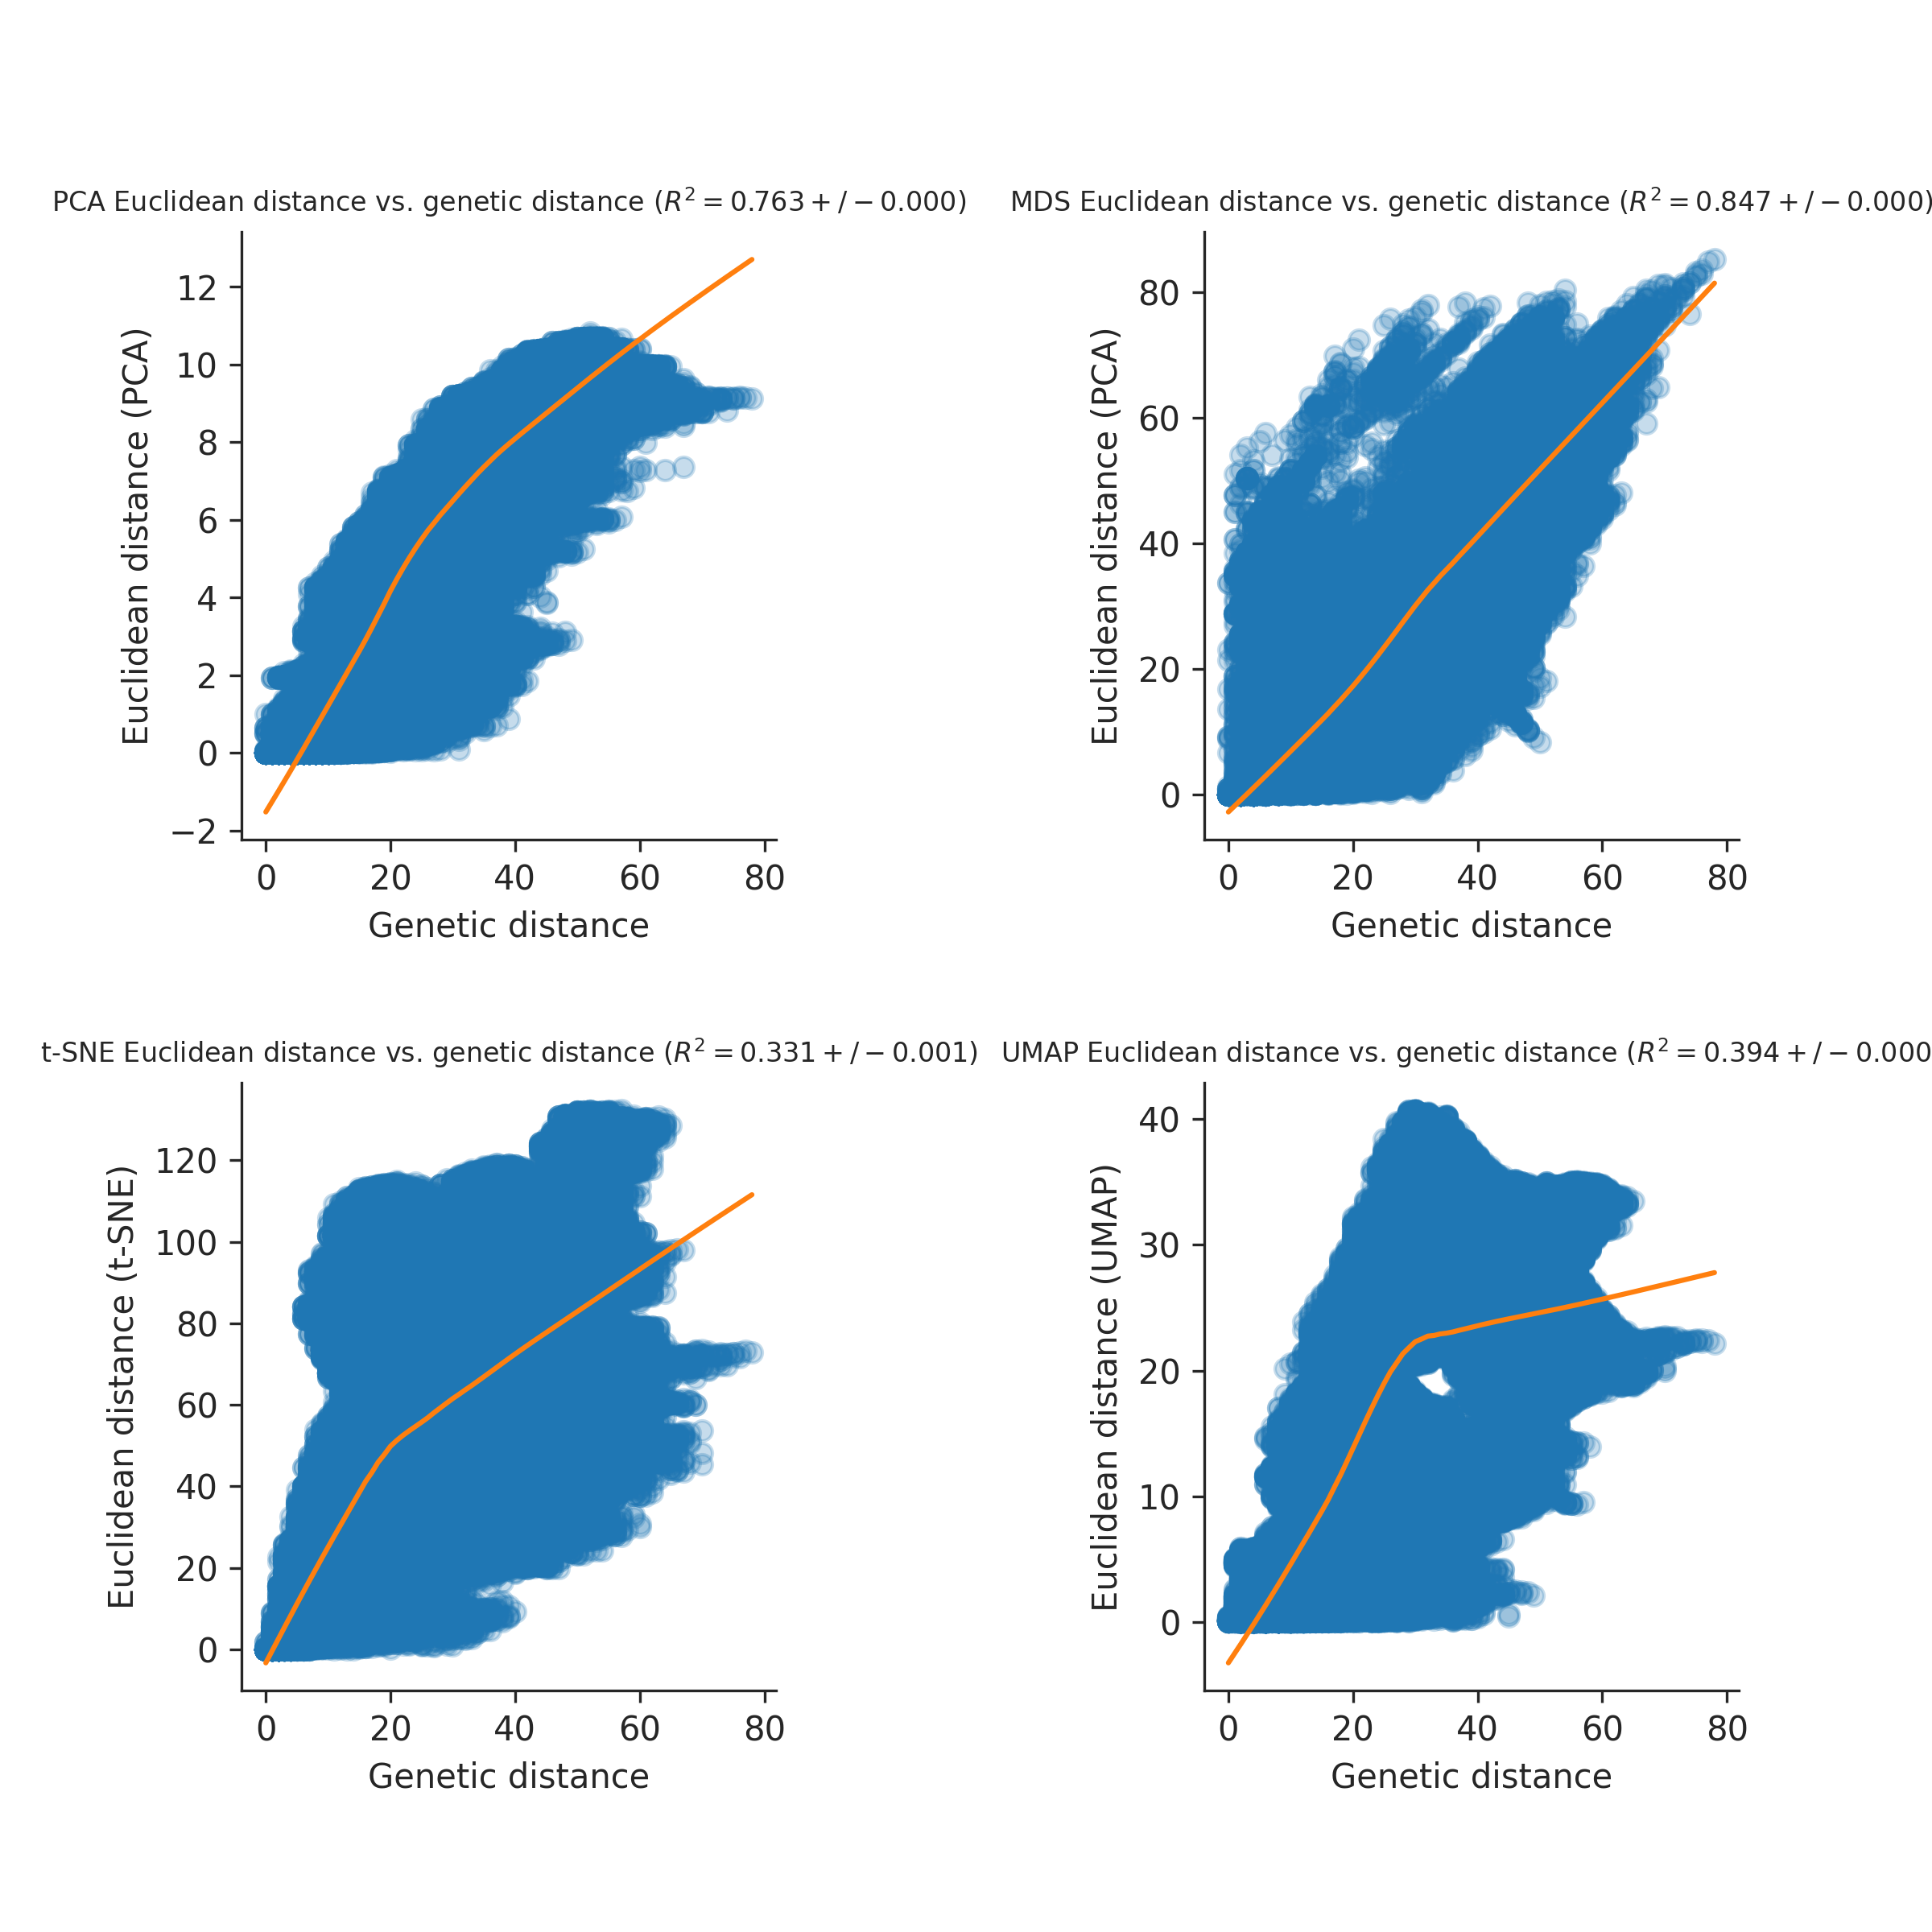 PCA Euclidean distance vs. genetic distance (R² = 0.763 + / − 0.000)
MDS Euclidean distance vs. genetic distance (R² = 0.847 + / − 0.000)
12
10
8
6
4
2
0
−2
Euclidean distance (PCA)
0 20 40 60 80
Genetic distance
80
60
40
20
0
Euclidean distance (PCA)
0 20 40 60 80
Genetic distance
t-SNE Euclidean distance vs. genetic distance (R² = 0.331 + / − 0.001)
UMAP Euclidean distance vs. genetic distance (R² = 0.394 + / − 0.000
120
100
80
60
40
20
0
Euclidean distance (t-SNE)
0 20 40 60 80
Genetic distance
40
30
20
10
0
Euclidean distance (UMAP)
0 20 40 60 80
Genetic distance